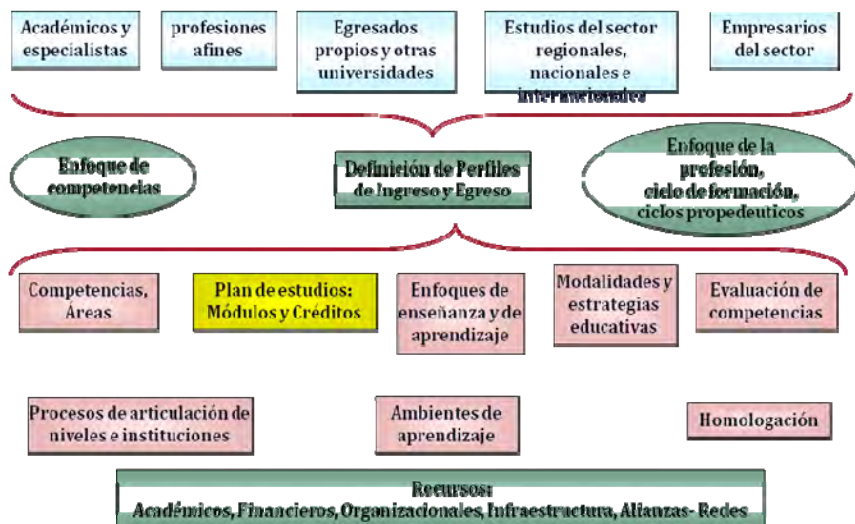 Académicos y
especialistas
profesiones
afines
Egresados
propios y otras
universidades
Estudios del sector
regionales,
nacionales e
internacionales
Empresarios
del sector
Enfoque de
competencias
Definición de Perfiles
de Ingreso y Egreso
Enfoque de la
profesión,
ciclo de formación,
ciclos propedeuticos
Competencias,
Áreas
Plan de estudios:
Módulos y Créditos
Enfoques de
enseñanza y de
aprendizaje
Modalidades y
estrategias
educativas
Evaluación de
competencias
Procesos de articulación de
niveles e instituciones
Ambientes de
aprendizaje
Homologación
Recursos:
Académicos, Financieros, Organizacionales, Infraestructura, Alianzas- Redes